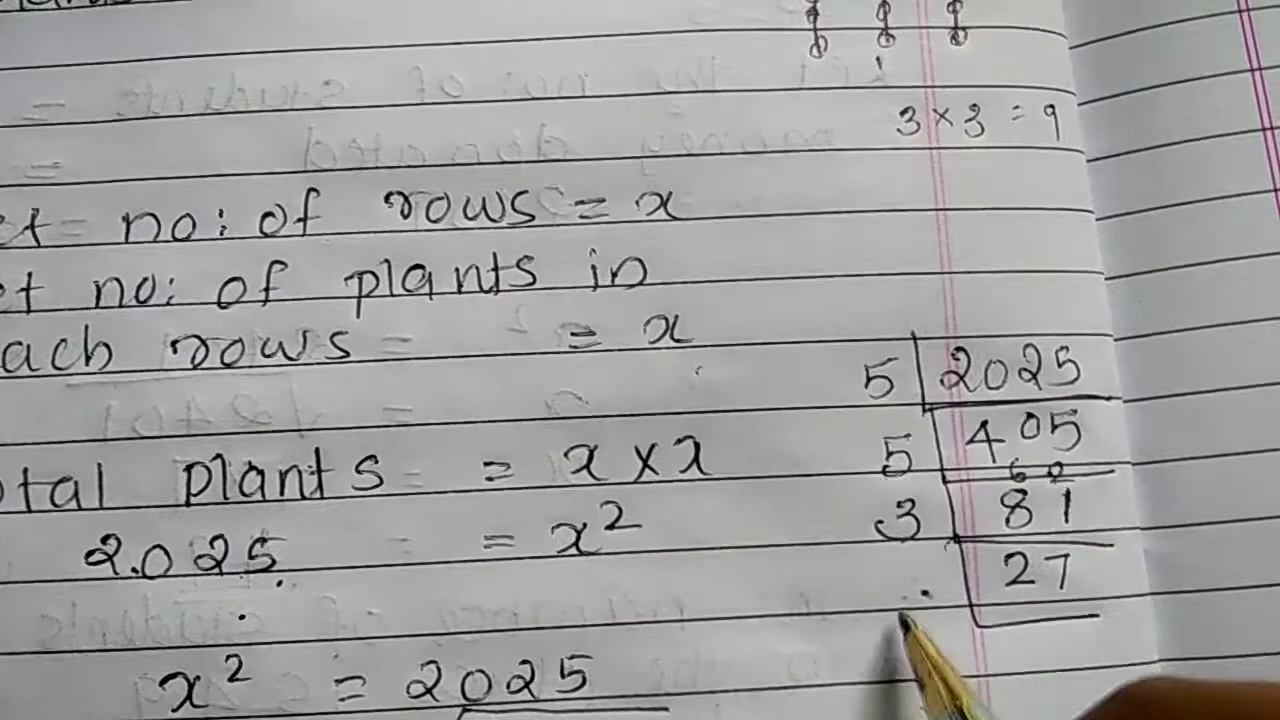 3 × 3 = 9
no: of rows = x
no: of plants in
ach rows = = x
5 2025
5 405
tal plants = x × x
3 81
2025 = x²
27
x² = 2025